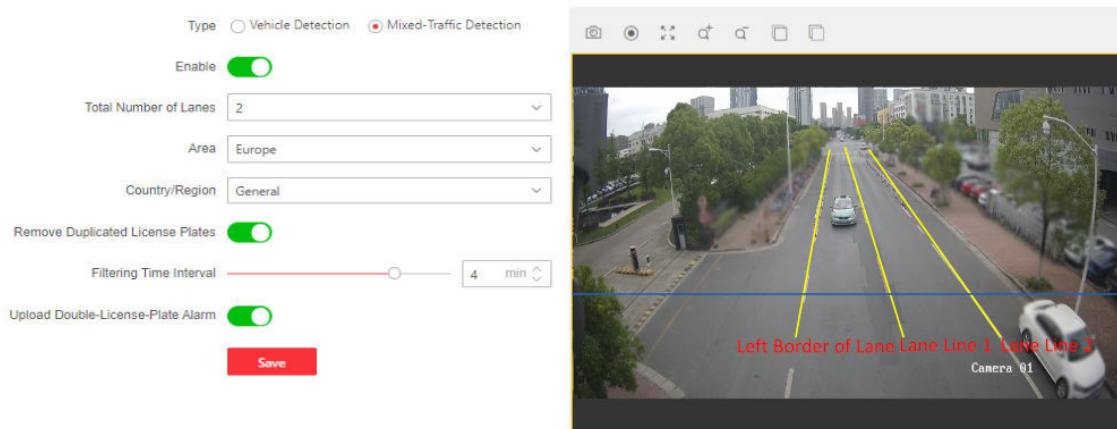 Type Vehicle Detection Mixed-Traffic Detection
Enable
Total Number of Lanes 2
Area Europe
Country/Region General
Remove Duplicated License Plates
Filtering Time Interval 4 min
Upload Double-License-Plate Alarm
Save
Left Border of Lane Lane Line 1 Lane Line 2
Camera 01